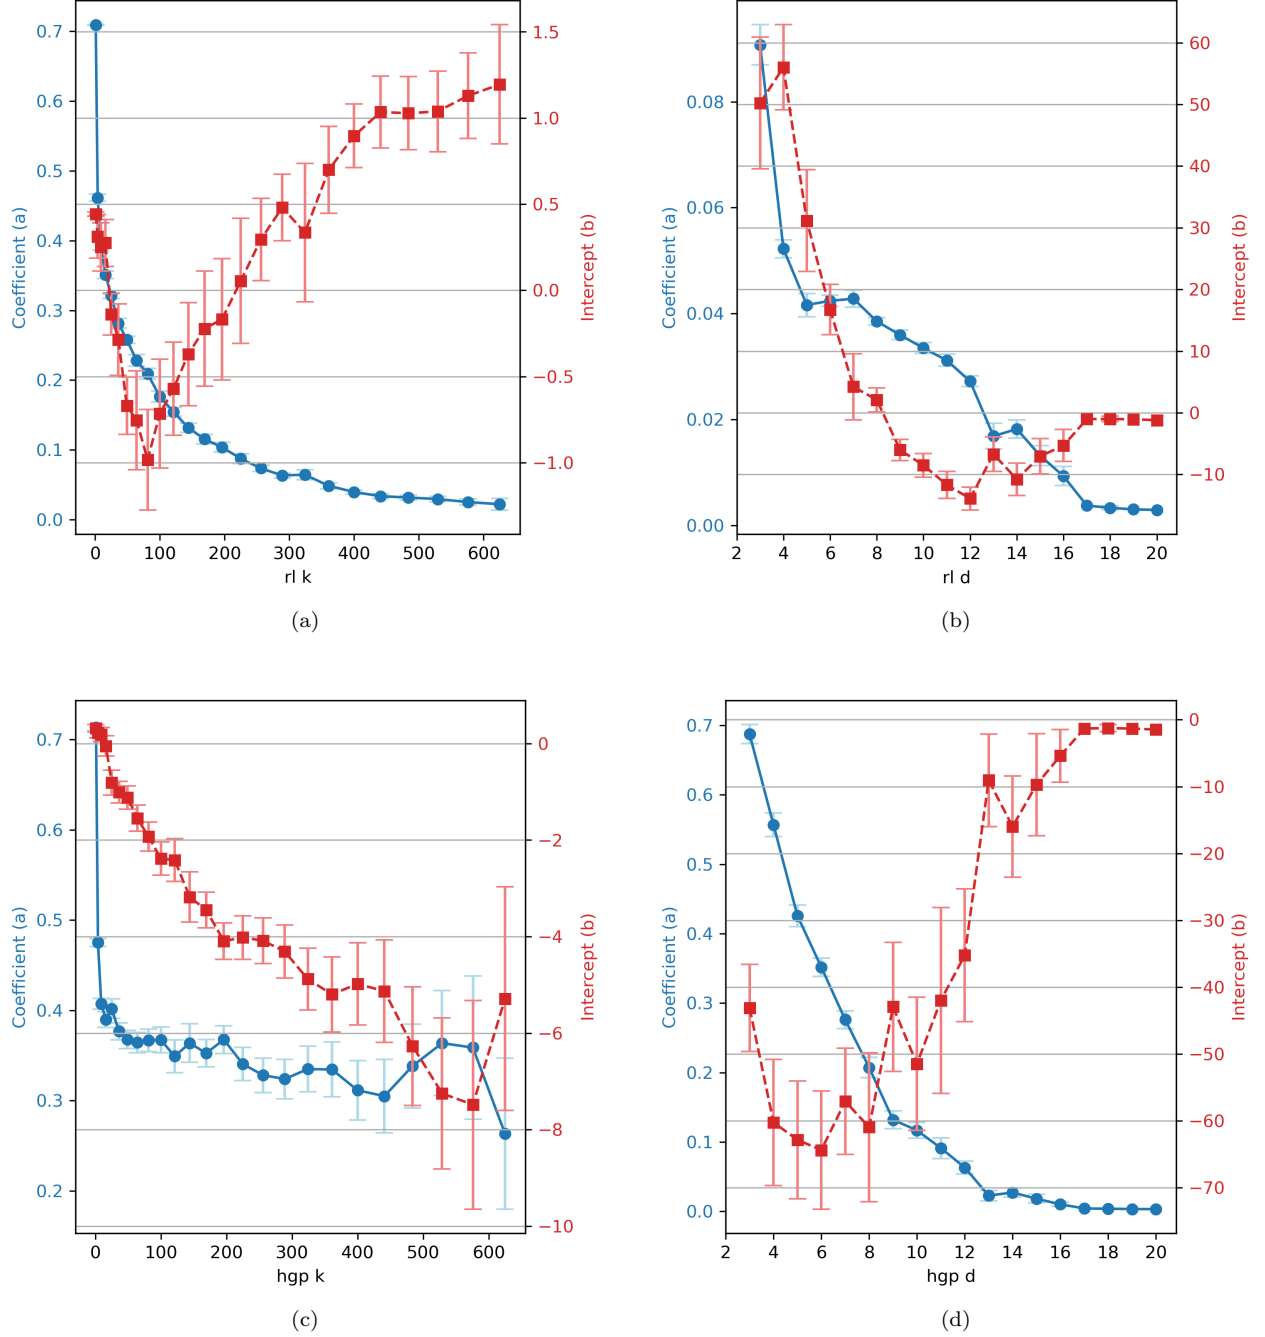 0.7
0.6
0.5
0.4
0.3
0.2
0.1
0.0
Coefficient (a)
1.5
1.0
0.5
0.0
−0.5
−1.0
Intercept (b)
0 100 200 300 400 500 600
rl k
(a)
0.08
0.06
0.04
0.02
0.00
Coefficient (a)
60
50
40
30
20
10
0
−10
Intercept (b)
2 4 6 8 10 12 14 16 18 20
rl d
(b)
0.7
0.6
0.5
0.4
0.3
0.2
Coefficient (a)
0
−2
−4
−6
−8
−10
Intercept (b)
0 100 200 300 400 500 600
hgp k
(c)
0.7
0.6
0.5
0.4
0.3
0.2
0.1
0.0
Coefficient (a)
0
−10
−20
−30
−40
−50
−60
−70
Intercept (b)
2 4 6 8 10 12 14 16 18 20
hgp d
(d)